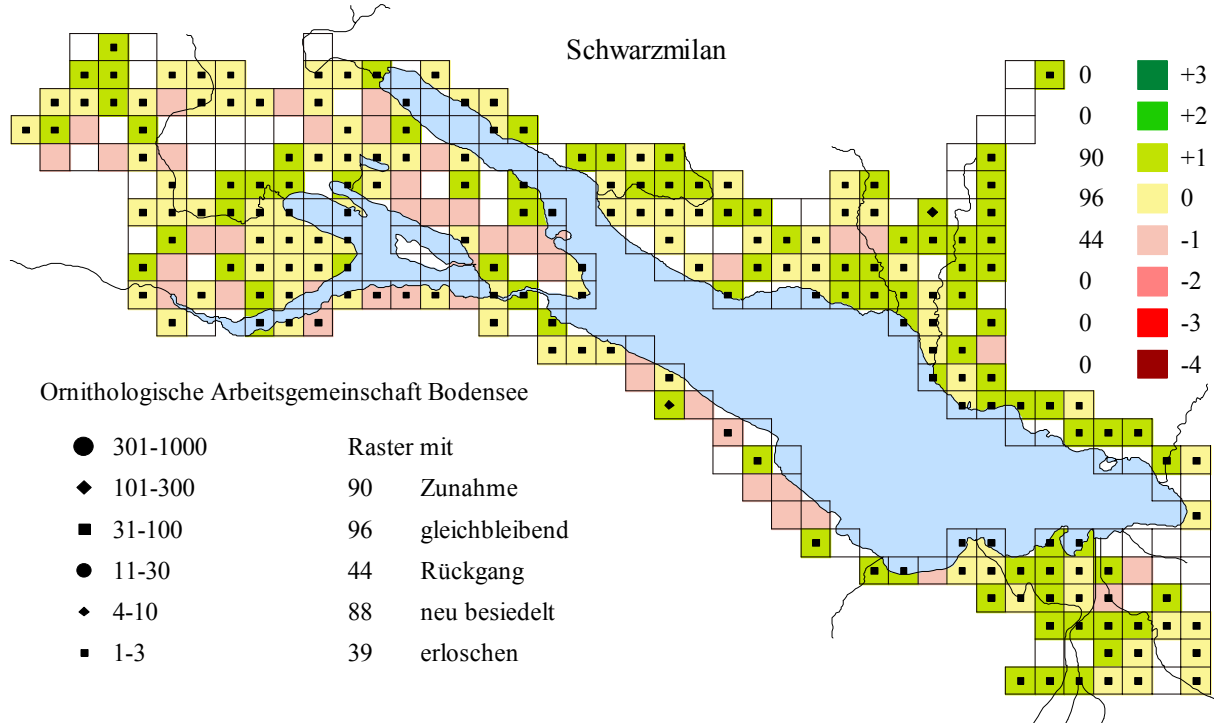 Schwarzmilan
0 +3
0 +2
90 +1
96 0
44 -1
0 -2
0 -3
0 -4
Ornithologische Arbeitsgemeinschaft Bodensee
301-1000 Raster mit
101-300 90 Zunahme
31-100 96 gleichbleibend
11-30 44 Rückgang
4-10 88 neu besiedelt
1-3 39 erloschen